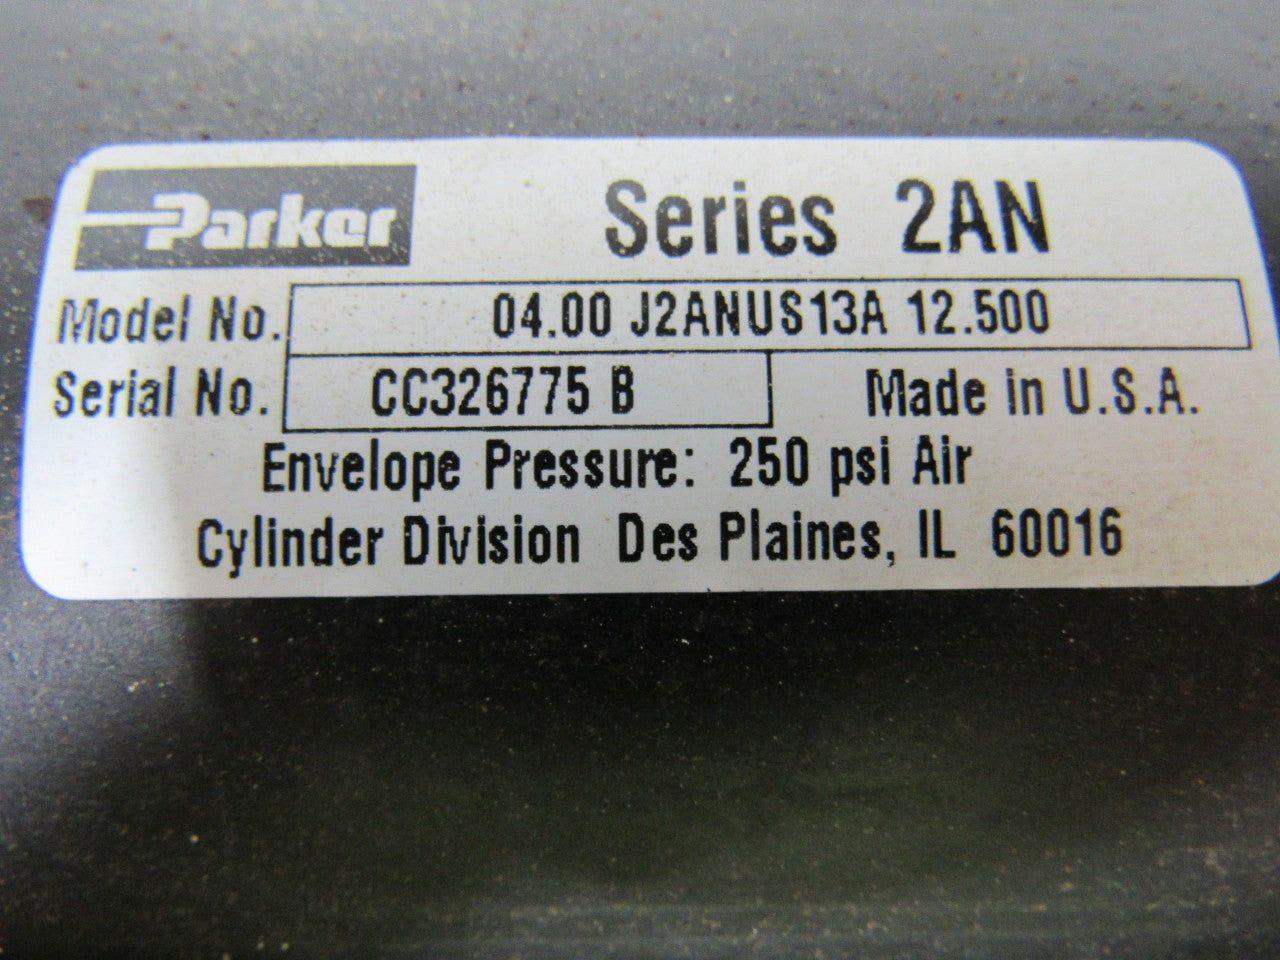 Parker Series 2AN
Model No. 04.00 J2ANUS13A 12.500
Serial No. CC326775 B Made in U.S.A.
Envelope Pressure: 250 psi Air
Cylinder Division Des Plaines, IL 60016